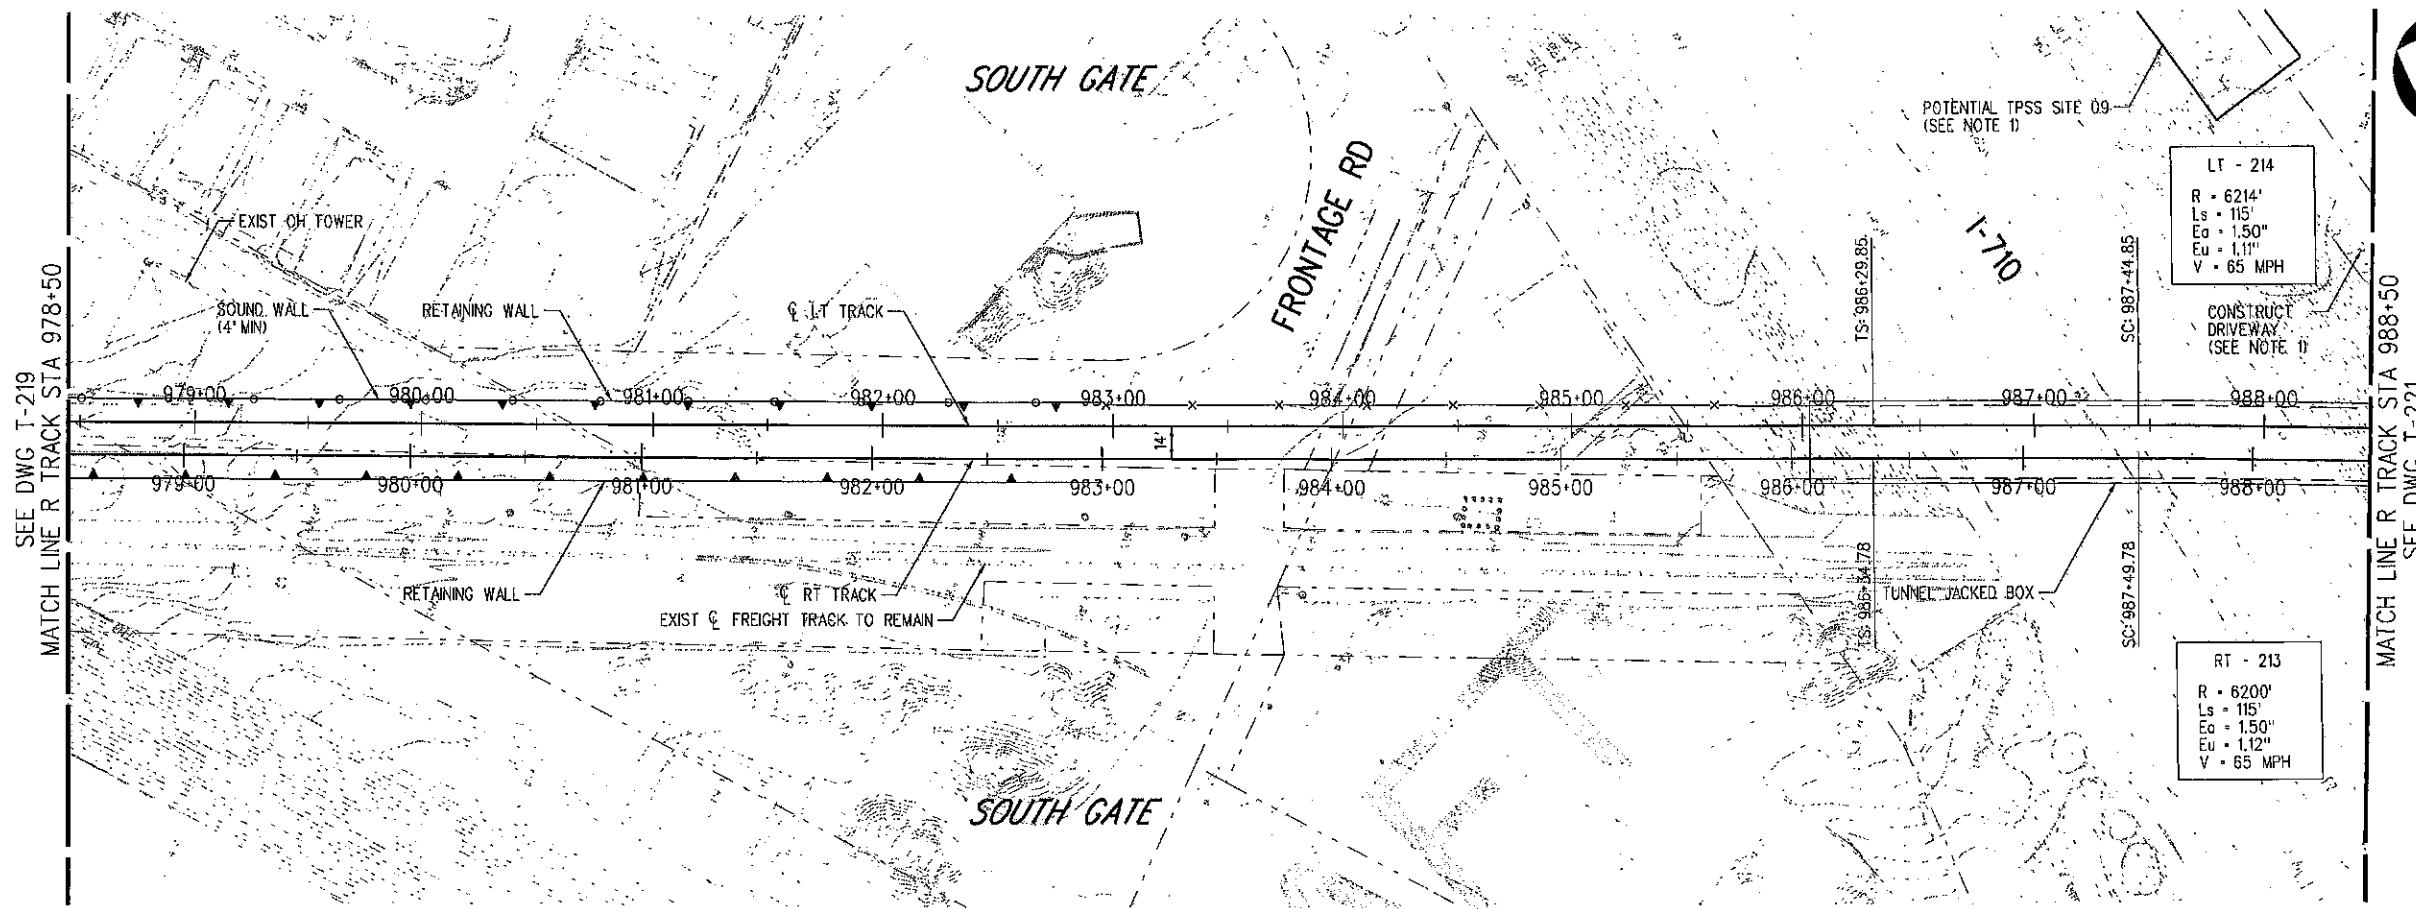 SOUTH GATE
POTENTIAL TPSS SITE 09
(SEE NOTE 1)
FRONTAGE RD
I-710
LT - 214
R = 6214'
Ls = 115'
Ea = 1.50"
Eu = 1.11"
V = 65 MPH
EXIST OH TOWER
SOUND WALL
(4' MIN)
RETAINING WALL
℄ LT TRACK
TS: 986+29.85
SC: 987+44.85
CONSTRUCT
DRIVEWAY
(SEE NOTE 1)
SEE DWG T-219
MATCH LINE R TRACK STA 978+50
979+00 980+00 981+00 982+00 983+00 984+00 985+00 986+00 987+00 988+00
14'
979+00 980+00 981+00 982+00 983+00 984+00 985+00 986+00 987+00 988+00
MATCH LINE R TRACK STA 988+50
SEE DWG T-221
RETAINING WALL
℄ RT TRACK
EXIST ℄ FREIGHT TRACK TO REMAIN
TS: 986+34.78
TUNNEL JACKED BOX
SC: 987+49.78
RT - 213
R = 6200'
Ls = 115'
Ea = 1.50"
Eu = 1.12"
V = 65 MPH
SOUTH GATE